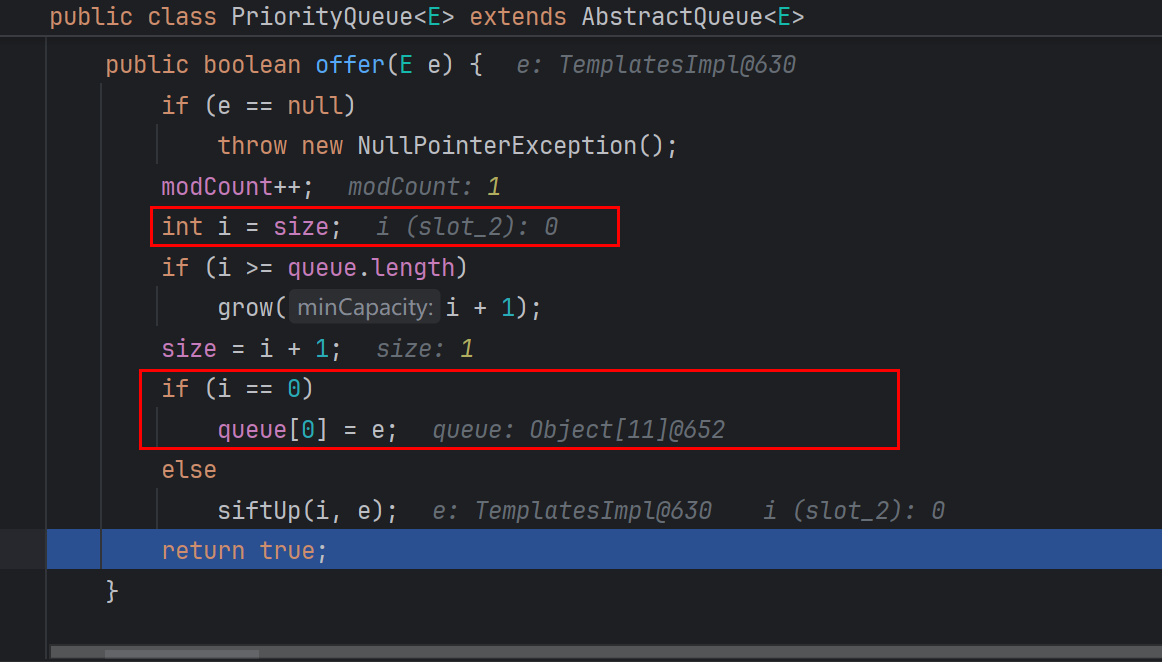 public class PriorityQueue<E> extends AbstractQueue<E>
public boolean offer(E e) {  e: TemplatesImpl@630
if (e == null)
throw new NullPointerException();
modCount++;  modCount: 1
int i = size;  i (slot_2): 0
if (i >= queue.length)
grow( minCapacity: i + 1);
size = i + 1;  size: 1
if (i == 0)
queue[0] = e;  queue: Object[11]@652
else
siftUp(i, e);  e: TemplatesImpl@630  i (slot_2): 0
return true;
}